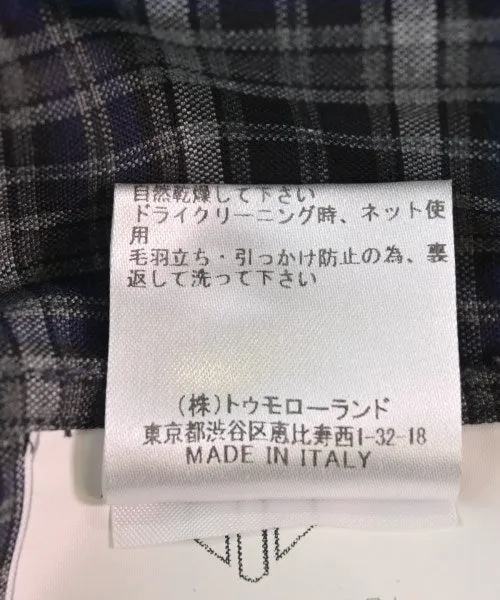 自然乾燥して下さい
ドライクリーニング時、ネット使
用
毛羽立ち・引っかけ防止の為、裏
返して洗って下さい
(株)トゥモローランド
東京都渋谷区恵比寿西1-32-18
MADE IN ITALY